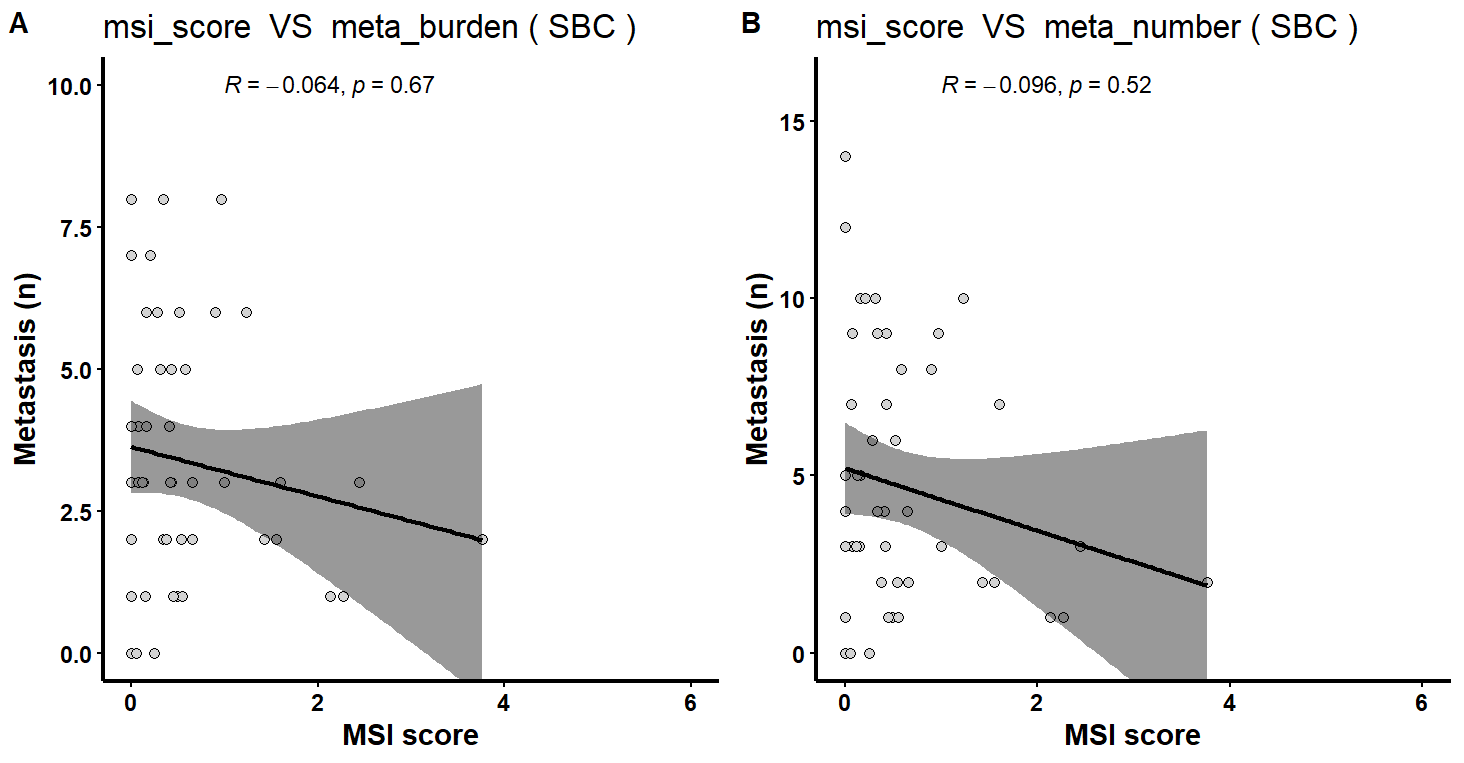 A
msi_score VS meta_burden ( SBC )
R = −0.064, p = 0.67
10.0
7.5
5.0
2.5
0.0
Metastasis (n)
0 2 4 6
MSI score
B
msi_score VS meta_number ( SBC )
R = −0.096, p = 0.52
15
10
5
0
Metastasis (n)
0 2 4 6
MSI score